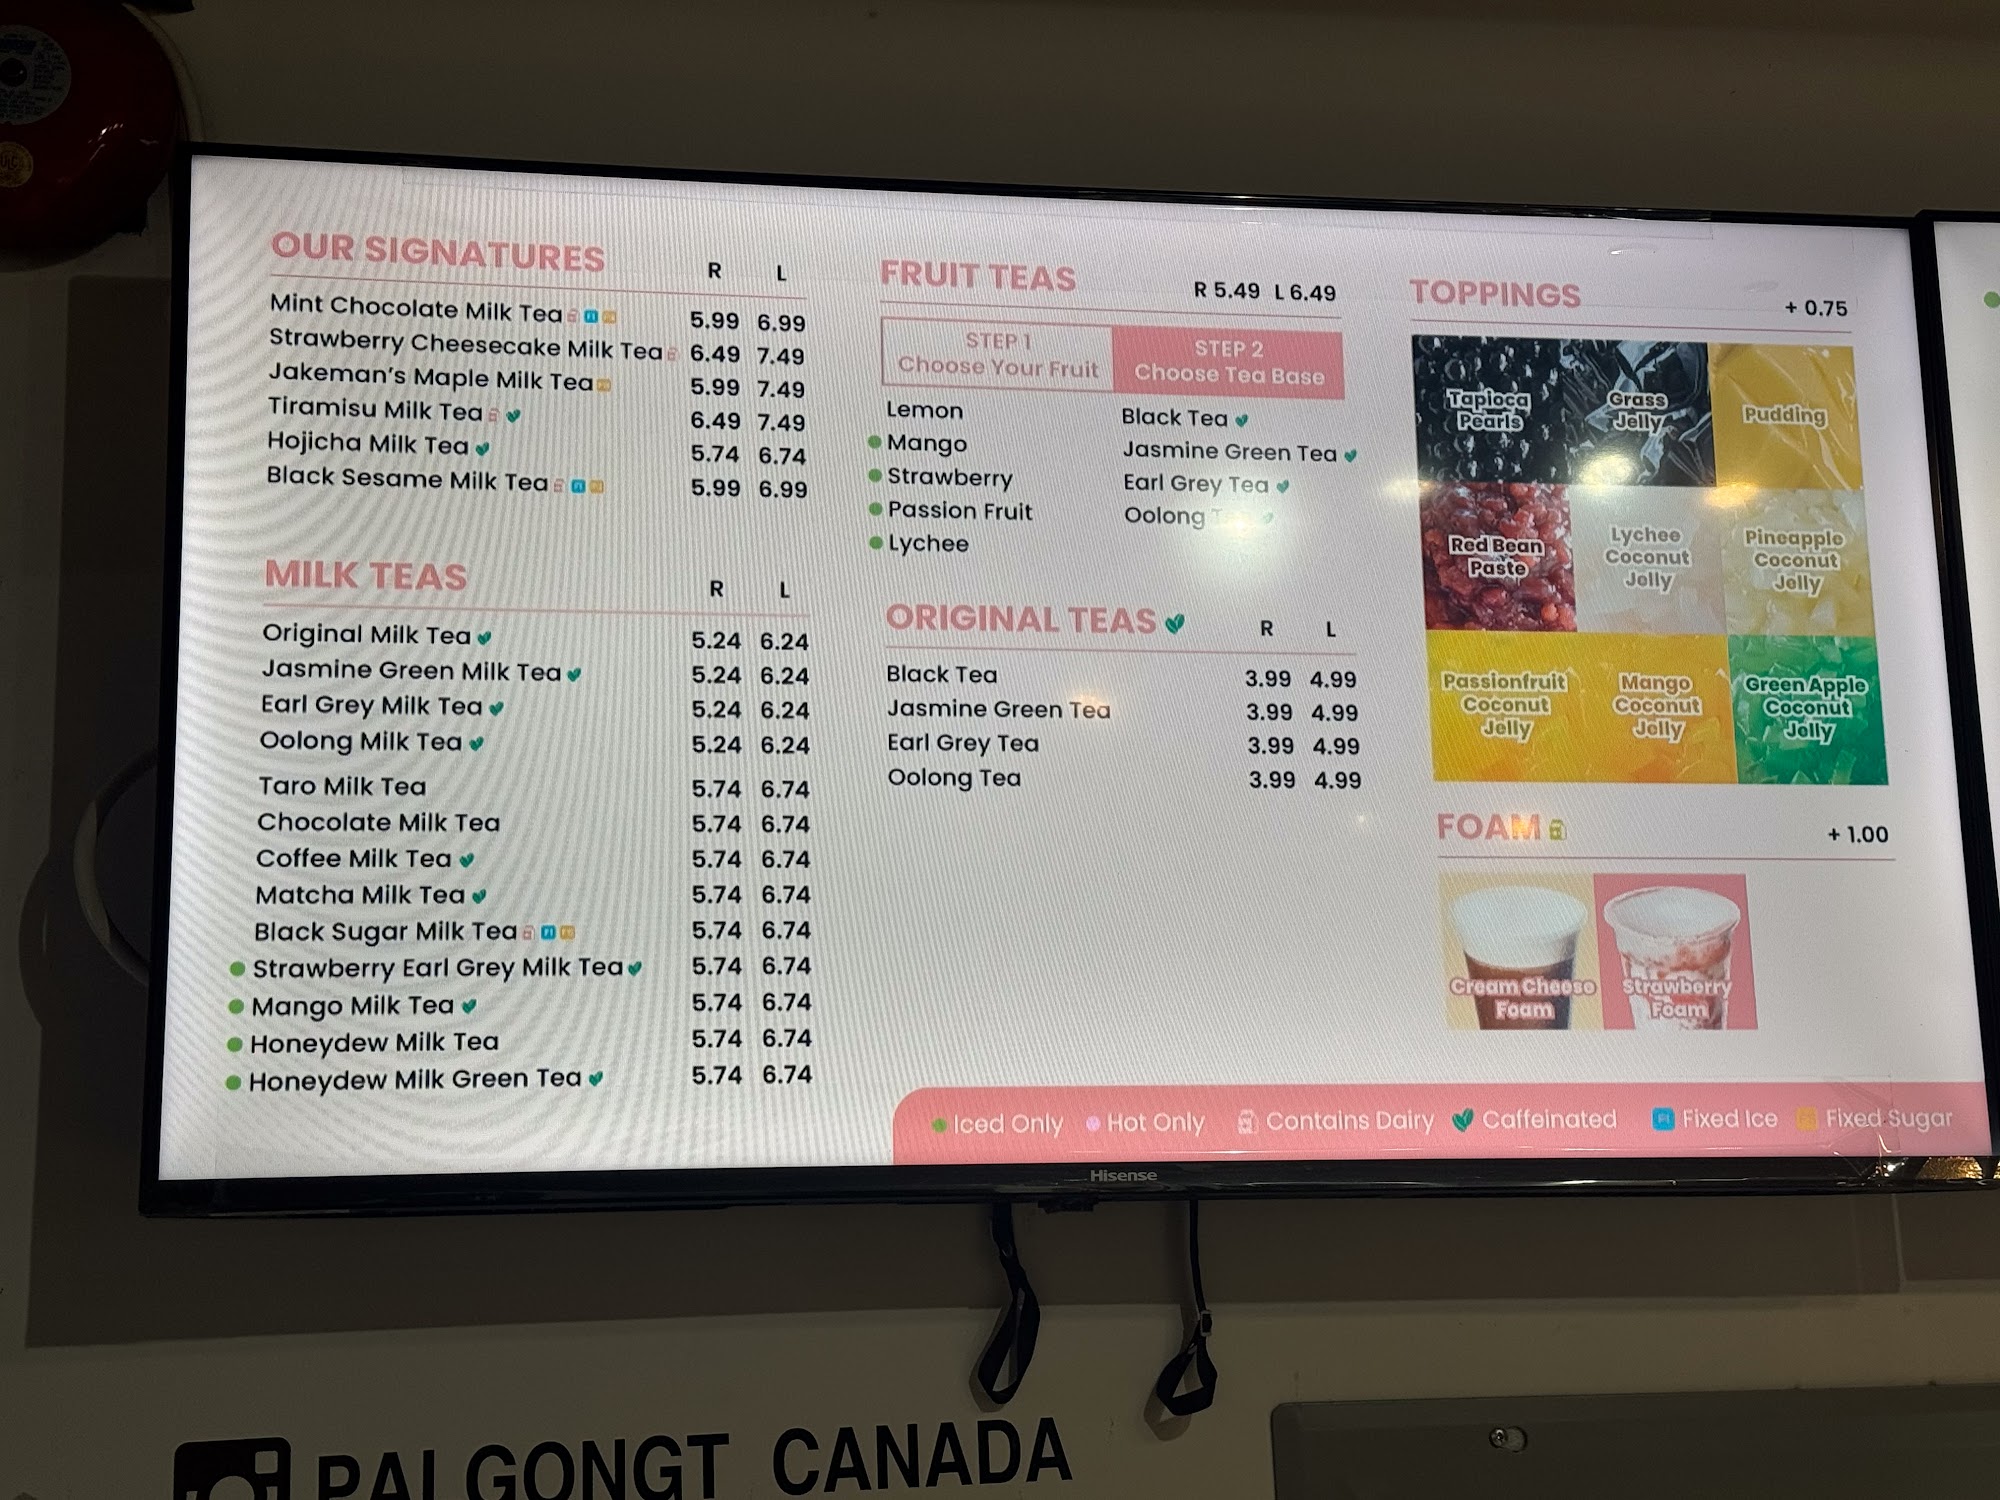 OUR SIGNATURES R L
Mint Chocolate Milk Tea 5.99 6.99
Strawberry Cheesecake Milk Tea 6.49 7.49
Jakeman's Maple Milk Tea 5.99 7.49
Tiramisu Milk Tea 6.49 7.49
Hojicha Milk Tea 5.74 6.74
Black Sesame Milk Tea 5.99 6.99
MILK TEAS R L
Original Milk Tea 5.24 6.24
Jasmine Green Milk Tea 5.24 6.24
Earl Grey Milk Tea 5.24 6.24
Oolong Milk Tea 5.24 6.24
Taro Milk Tea 5.74 6.74
Chocolate Milk Tea 5.74 6.74
Coffee Milk Tea 5.74 6.74
Matcha Milk Tea 5.74 6.74
Black Sugar Milk Tea 5.74 6.74
Strawberry Earl Grey Milk Tea 5.74 6.74
Mango Milk Tea 5.74 6.74
Honeydew Milk Tea 5.74 6.74
Honeydew Milk Green Tea 5.74 6.74
FRUIT TEAS R 5.49 L 6.49
STEP 1
Choose Your Fruit
Lemon
Mango
Strawberry
Passion Fruit
Lychee
STEP 2
Choose Tea Base
Black Tea
Jasmine Green Tea
Earl Grey Tea
Oolong
ORIGINAL TEAS R L
Black Tea 3.99 4.99
Jasmine Green Tea 3.99 4.99
Earl Grey Tea 3.99 4.99
Oolong Tea 3.99 4.99
TOPPINGS + 0.75
Tapioca
Pearls
Grass
Jelly
Pudding
Red Bean
Paste
Lychee
Coconut
Jelly
Pineapple
Coconut
Jelly
Passionfruit
Coconut
Jelly
Mango
Coconut
Jelly
Green Apple
Coconut
Jelly
FOAM + 1.00
Cream Cheese
Foam
Strawberry
Foam
Iced Only Hot Only Contains Dairy Caffeinated Fixed Ice Fixed Sugar
Hisense
PALGONGT CANADA